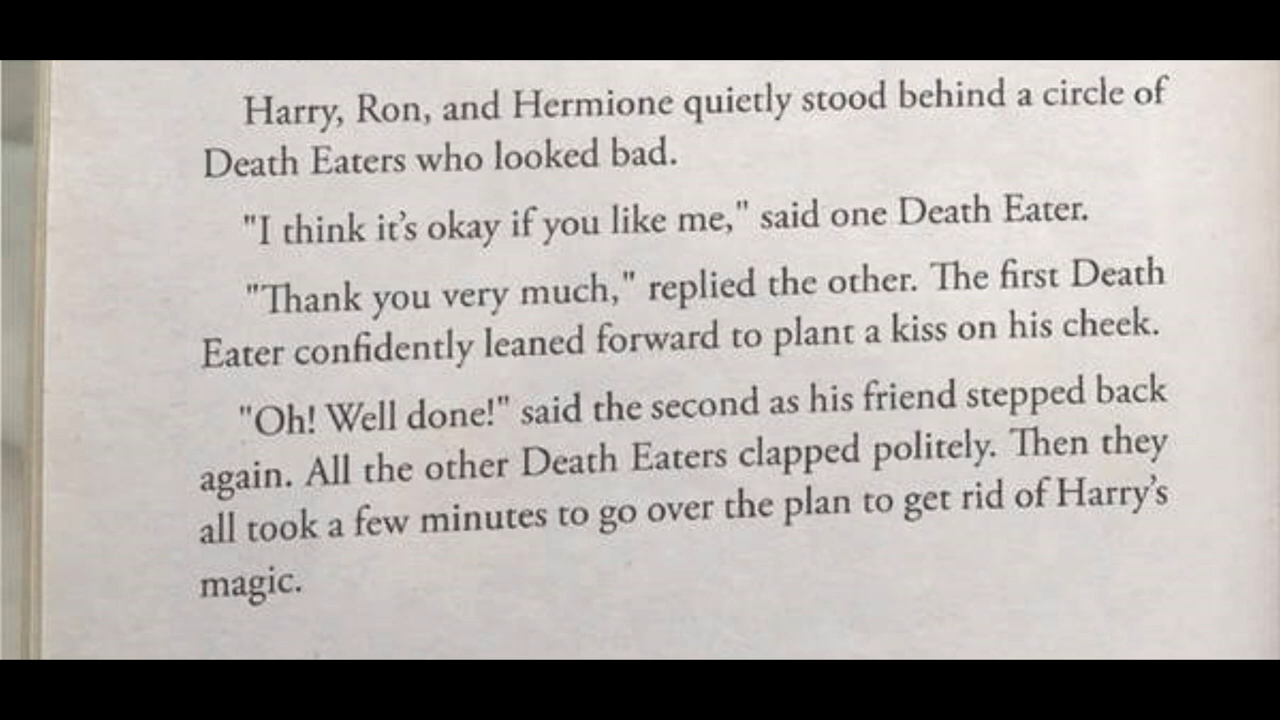 Harry, Ron, and Hermione quietly stood behind a circle of
Death Eaters who looked bad.
"I think it's okay if you like me," said one Death Eater.
"Thank you very much," replied the other. The first Death
Eater confidently leaned forward to plant a kiss on his cheek.
"Oh! Well done!" said the second as his friend stepped back
again. All the other Death Eaters clapped politely. Then they
all took a few minutes to go over the plan to get rid of Harry's
magic.